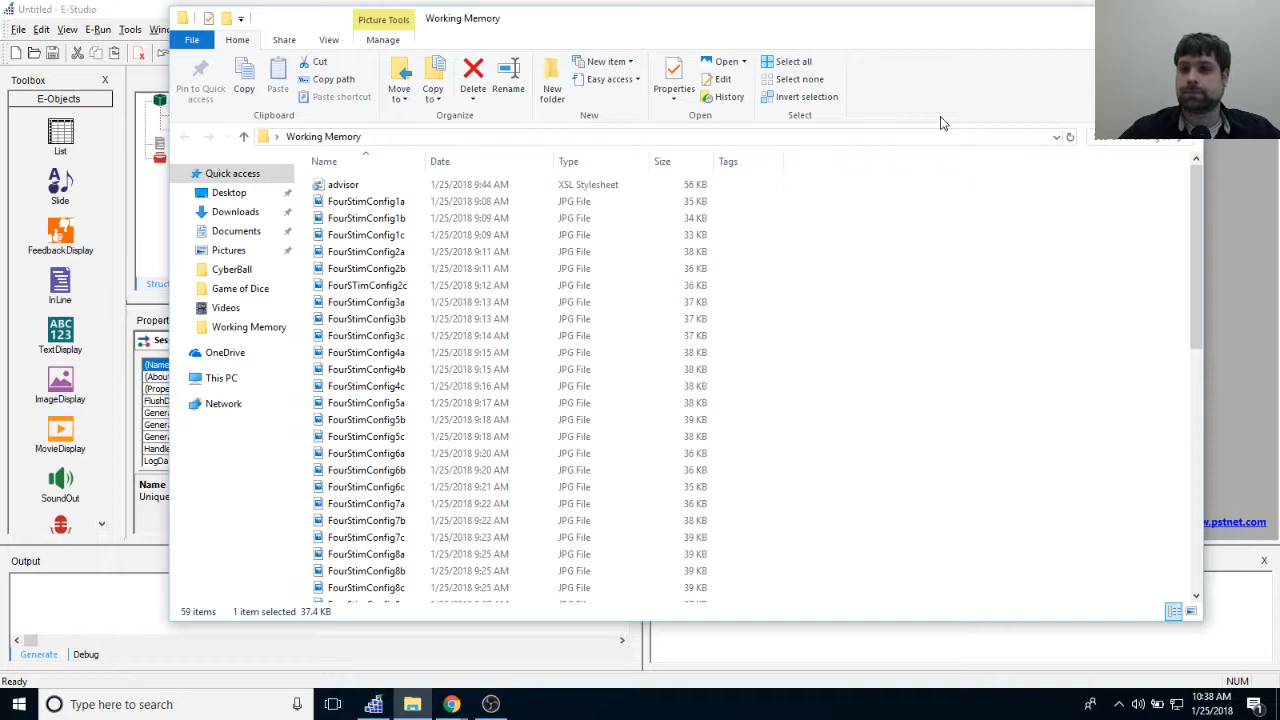 Untitled - E-Studio
File Edit View E-Run Tools
Toolbox
E-Objects
List
Slide
FeedbackDisplay
InLine
ABC
123
TextDisplay
ImageDisplay
MovieDisplay
SoundOut
Picture Tools
Working Memory
File Home Share View Manage
Pin to Quick access
Copy
Paste
Cut
Copy path
Paste shortcut
Clipboard
Move to
Copy to
Delete
Rename
Organize
New folder
New item
Easy access
New
Properties
Open
Edit
History
Open
Select all
Select none
Invert selection
Select
Working Memory
Quick access
Desktop
Downloads
Documents
Pictures
CyberBall
Game of Dice
Videos
Working Memory
OneDrive
This PC
Network
Name Date Type Size Tags
advisor 1/25/2018 9:44 AM XSL Stylesheet 56 KB
FourStimConfig1a 1/25/2018 9:08 AM JPG File 35 KB
FourStimConfig1b 1/25/2018 9:09 AM JPG File 34 KB
FourStimConfig1c 1/25/2018 9:09 AM JPG File 33 KB
FourStimConfig2a 1/25/2018 9:11 AM JPG File 38 KB
FourStimConfig2b 1/25/2018 9:11 AM JPG File 36 KB
FourSTimConfig2c 1/25/2018 9:12 AM JPG File 36 KB
FourStimConfig3a 1/25/2018 9:13 AM JPG File 37 KB
FourStimConfig3b 1/25/2018 9:13 AM JPG File 37 KB
FourStimConfig3c 1/25/2018 9:14 AM JPG File 37 KB
FourStimConfig4a 1/25/2018 9:15 AM JPG File 38 KB
FourStimConfig4b 1/25/2018 9:15 AM JPG File 38 KB
FourStimConfig4c 1/25/2018 9:16 AM JPG File 38 KB
FourStimConfig5a 1/25/2018 9:17 AM JPG File 38 KB
FourStimConfig5b 1/25/2018 9:18 AM JPG File 39 KB
FourStimConfig5c 1/25/2018 9:18 AM JPG File 38 KB
FourStimConfig6a 1/25/2018 9:20 AM JPG File 36 KB
FourStimConfig6b 1/25/2018 9:20 AM JPG File 36 KB
FourStimConfig6c 1/25/2018 9:21 AM JPG File 35 KB
FourStimConfig7a 1/25/2018 9:22 AM JPG File 36 KB
FourStimConfig7b 1/25/2018 9:22 AM JPG File 38 KB
FourStimConfig7c 1/25/2018 9:23 AM JPG File 39 KB
FourStimConfig8a 1/25/2018 9:25 AM JPG File 39 KB
FourStimConfig8b 1/25/2018 9:25 AM JPG File 39 KB
FourStimConfig8c 1/25/2018 9:25 AM JPG File 39 KB
59 items 1 item selected 37.4 KB
Name
.pstnet.com
Output
Generate Debug
Ready
NUM
Type here to search
10:38 AM
1/25/2018
1